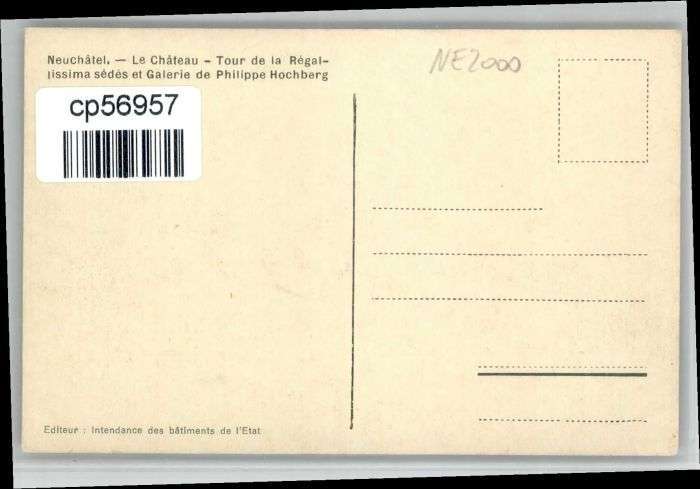 Neuchâtel. — Le Château – Tour de la Régal-
lissima sédés et Galerie de Philippe Hochberg
NE2000
cp56957
Editeur : Intendance des bâtiments de l'Etat